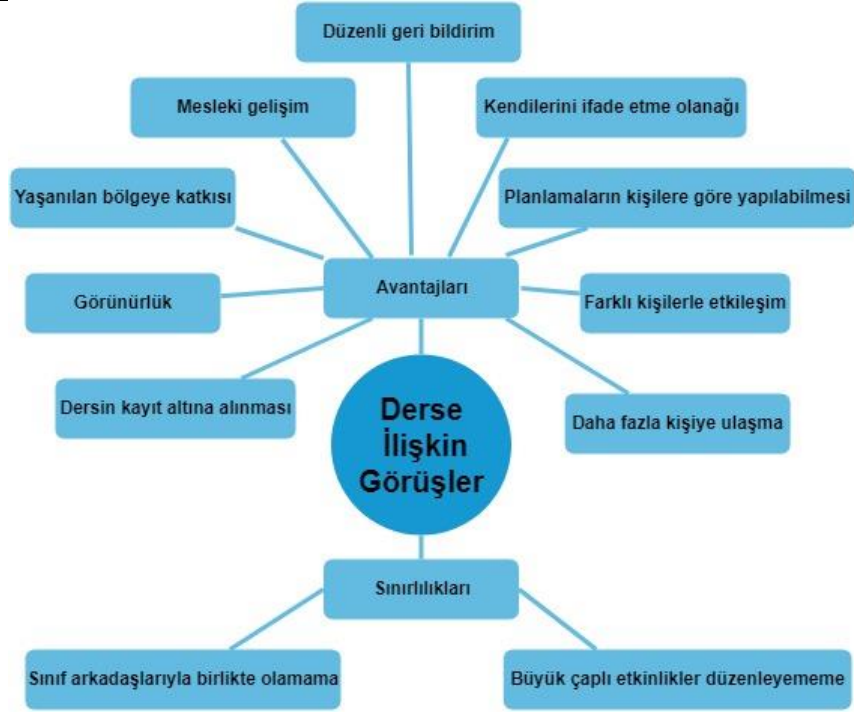 Düzenli geri bildirim
Mesleki gelişim
Kendilerini ifade etme olanağı
Yaşanılan bölgeye katkısı
Planlamaların kişilere göre yapılabilmesi
Avantajları
Görünürlük
Farklı kişilerle etkileşim
Dersin kayıt altına alınması
Daha fazla kişiye ulaşma
Derse
İlişkin
Görüşler
Sınırlılıkları
Sınıf arkadaşlarıyla birlikte olamama
Büyük çaplı etkinlikler düzenleyememe